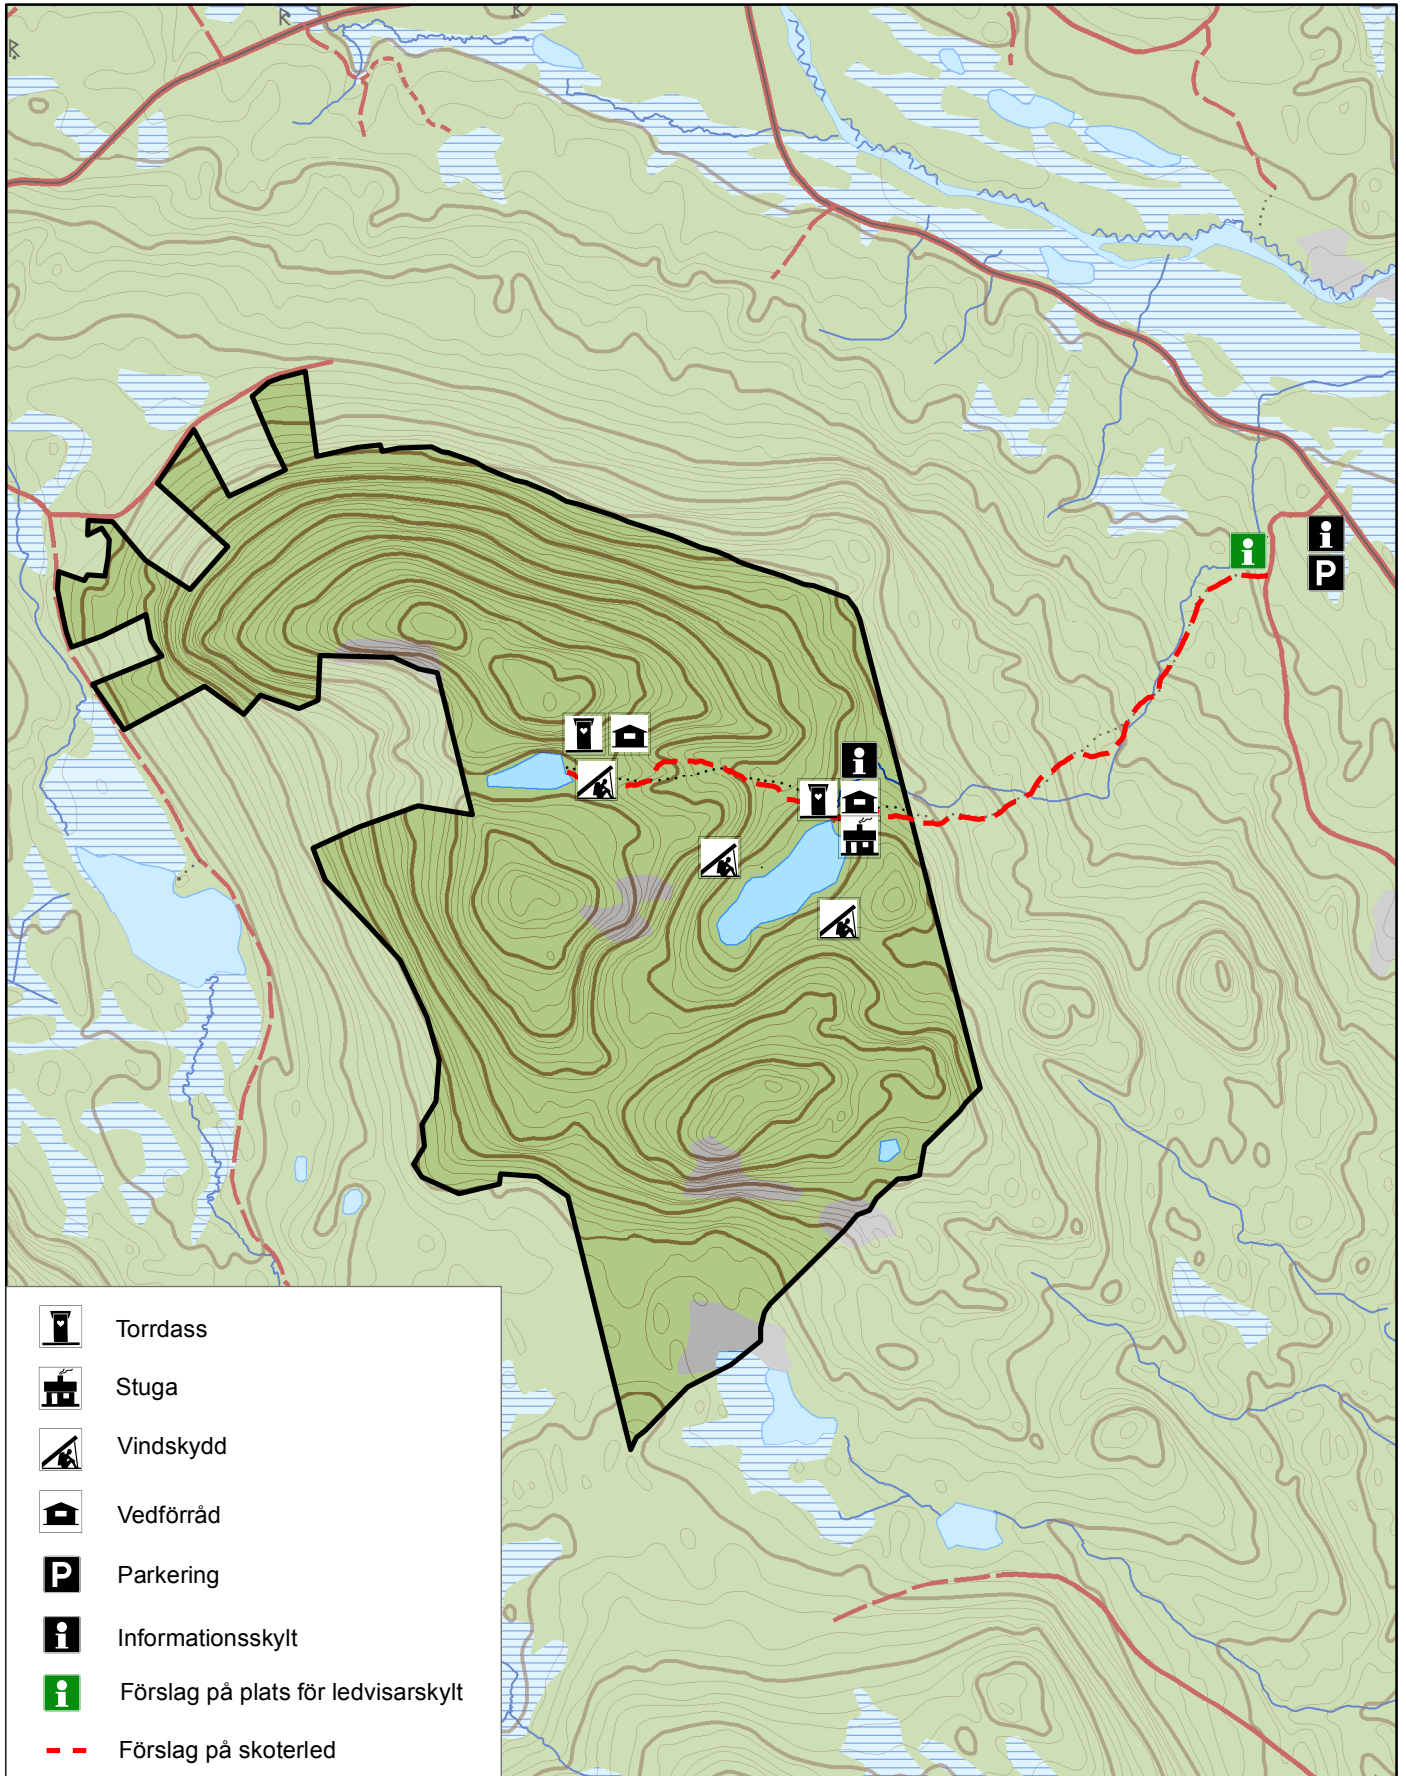 P
Torrdass
Stuga
Vindskydd
Vedförråd
P Parkering
Informationsskylt
Förslag på plats för ledvisarskylt
Förslag på skoterled